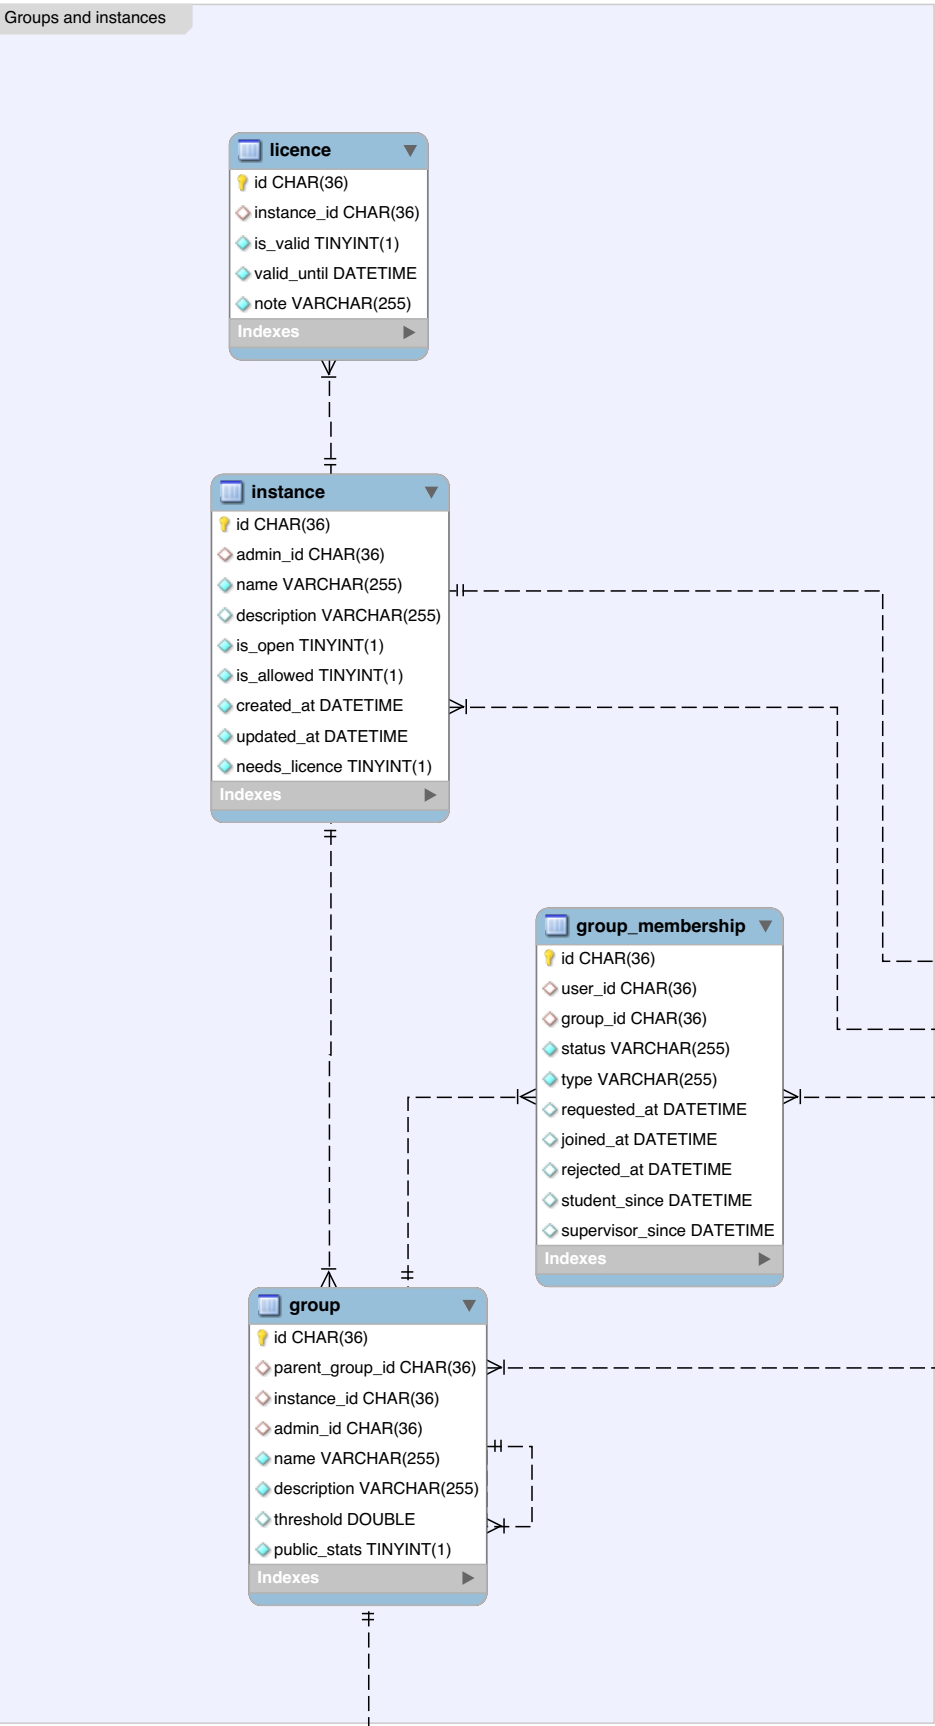 Groups and instances
licence
id CHAR(36)
instance_id CHAR(36)
is_valid TINYINT(1)
valid_until DATETIME
note VARCHAR(255)
Indexes
instance
id CHAR(36)
admin_id CHAR(36)
name VARCHAR(255)
description VARCHAR(255)
is_open TINYINT(1)
is_allowed TINYINT(1)
created_at DATETIME
updated_at DATETIME
needs_licence TINYINT(1)
Indexes
group_membership
id CHAR(36)
user_id CHAR(36)
group_id CHAR(36)
status VARCHAR(255)
type VARCHAR(255)
requested_at DATETIME
joined_at DATETIME
rejected_at DATETIME
student_since DATETIME
supervisor_since DATETIME
Indexes
group
id CHAR(36)
parent_group_id CHAR(36)
instance_id CHAR(36)
admin_id CHAR(36)
name VARCHAR(255)
description VARCHAR(255)
threshold DOUBLE
public_stats TINYINT(1)
Indexes